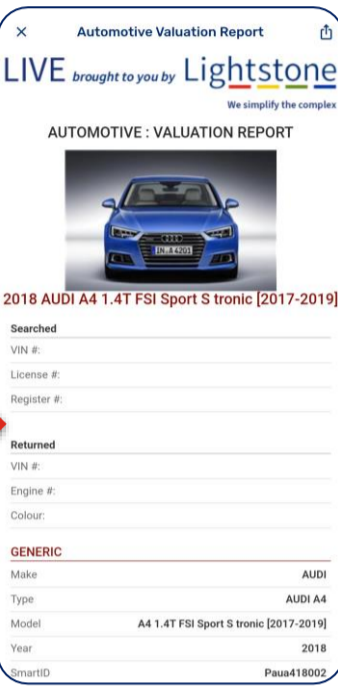 Automotive Valuation Report
LIVE brought to you by Lightstone
We simplify the complex
AUTOMOTIVE : VALUATION REPORT
IN A 4201
2018 AUDI A4 1.4T FSI Sport S tronic [2017-2019]
Searched
VIN #:
License #:
Register #:
Returned
VIN #:
Engine #:
Colour:
GENERIC
Make AUDI
Type AUDI A4
Model A4 1.4T FSI Sport S tronic [2017-2019]
Year 2018
SmartID Paua418002